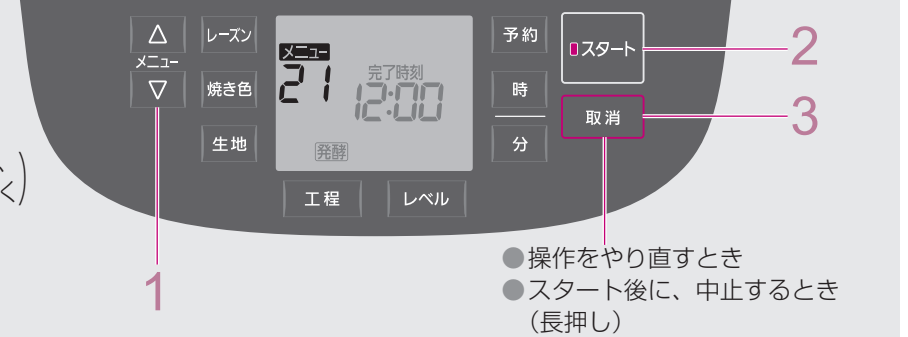 △ レーズン
メニュー
▽ 焼き色
生地
メニュー
21
完了時刻
12:00
発酵
予約
時
分
スタート
取消
工程 レベル
2
3
1
く)
●操作をやり直すとき
●スタート後に、中止するとき
(長押し)